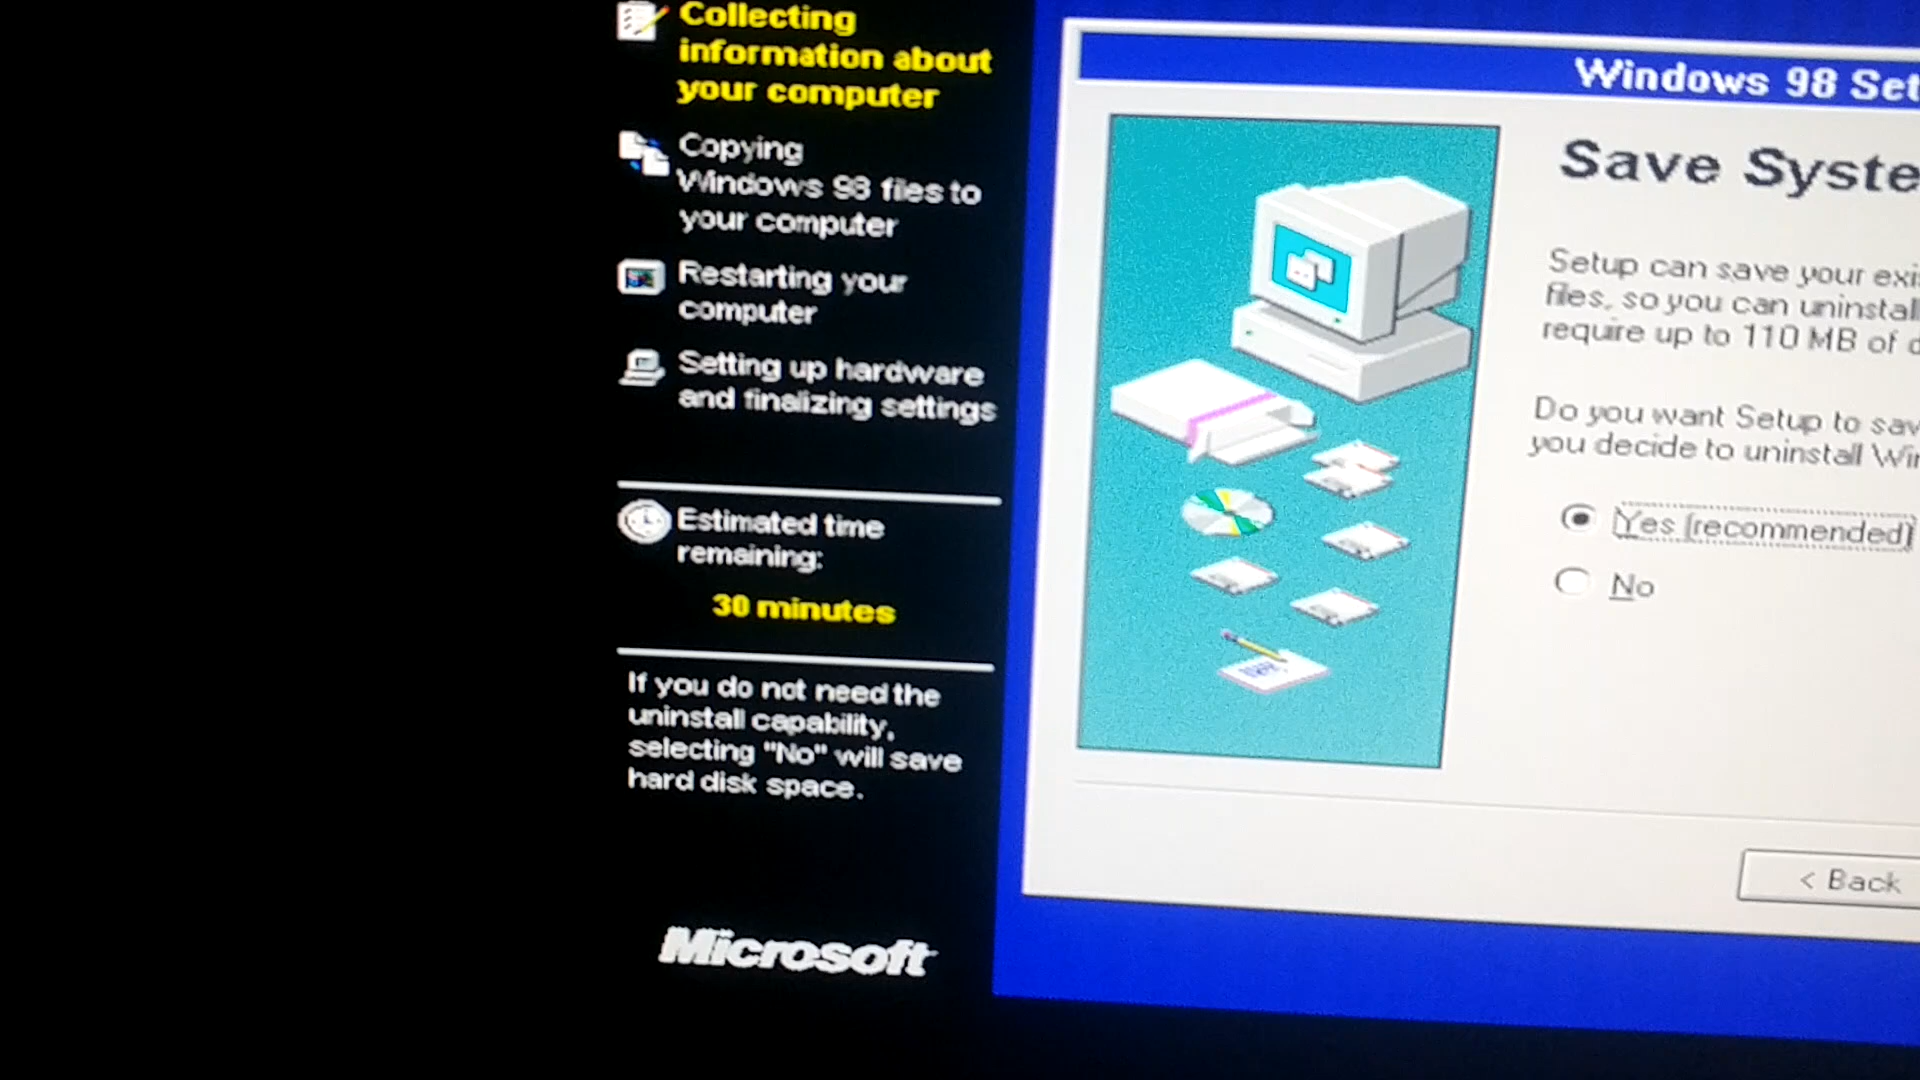 Collecting
information about
your computer
Copying
Windows 98 files to
your computer
Restarting your
computer
Setting up hardware
and finalizing settings
Estimated time
remaining:
30 minutes
If you do not need the
uninstall capability,
selecting "No" will save
hard disk space.
Microsoft
Windows 98 Set
Save Syste
Setup can save your exi
files, so you can uninstall
require up to 110 MB of d
Do you want Setup to sav
you decide to uninstall Win
Yes (recommended)
No
< Back